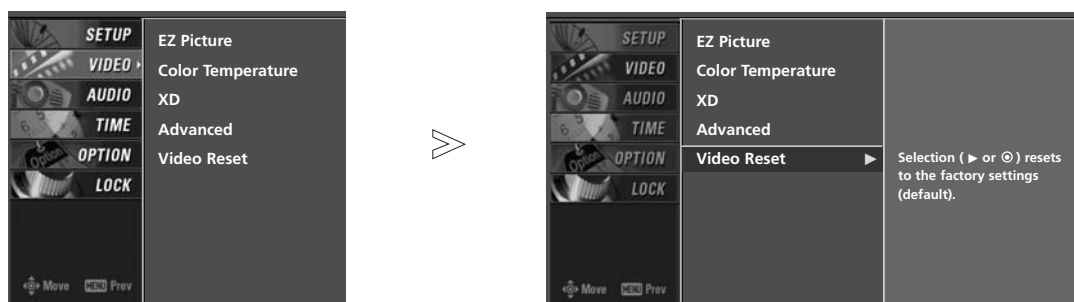 SETUP
VIDEO
AUDIO
TIME
OPTION
LOCK
Move MENU Prev
EZ Picture
Color Temperature
XD
Advanced
Video Reset
SETUP
VIDEO
AUDIO
TIME
OPTION
LOCK
Move MENU Prev
EZ Picture
Color Temperature
XD
Advanced
Video Reset ▶
Selection ( ▶ or ⊙ ) resets
to the factory settings
(default).